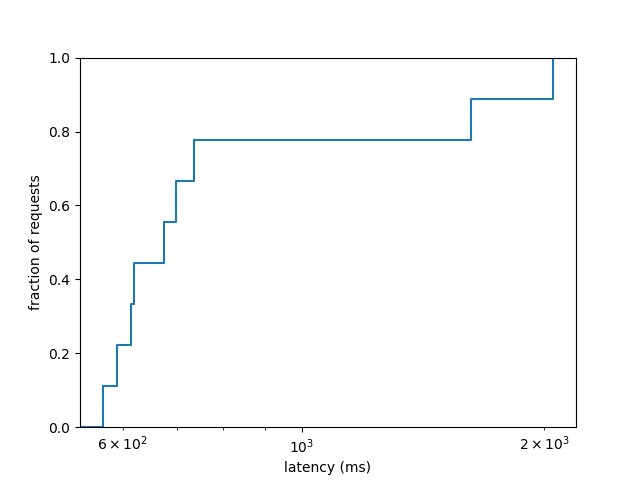 1.0
0.8
0.6
0.4
0.2
0.0
fraction of requests
6 × 10²
10³
2 × 10³
latency (ms)